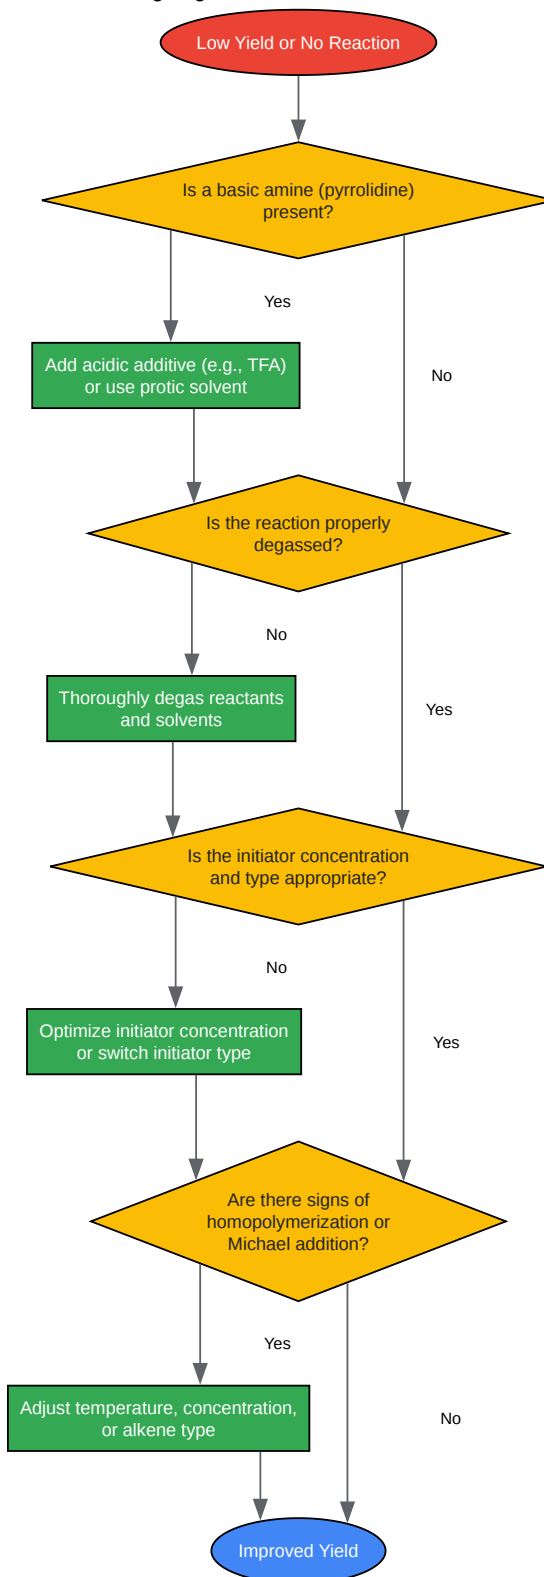 Low Yield or No Reaction
Is a basic amine (pyrrolidine)
present?
Yes
Add acidic additive (e.g., TFA)
or use protic solvent
No
Is the reaction properly
degassed?
No
Thoroughly degas reactants
and solvents
Yes
Is the initiator concentration
and type appropriate?
No
Optimize initiator concentration
or switch initiator type
Yes
Are there signs of
homopolymerization or
Michael addition?
Yes
Adjust temperature, concentration,
or alkene type
No
Improved Yield